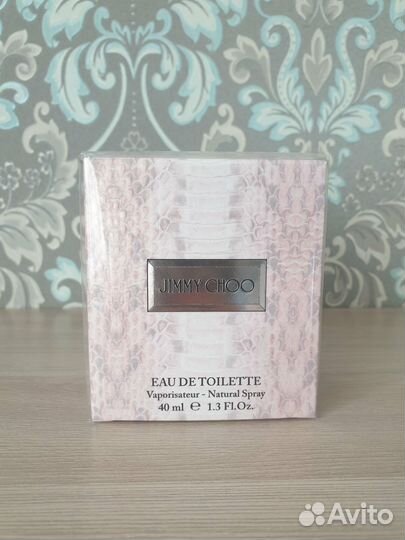 JIMMY CHOO
EAU DE TOILETTE
Vaporisateur - Natural Spray
40 ml ℮ 1.3 Fl.Oz.
Avito